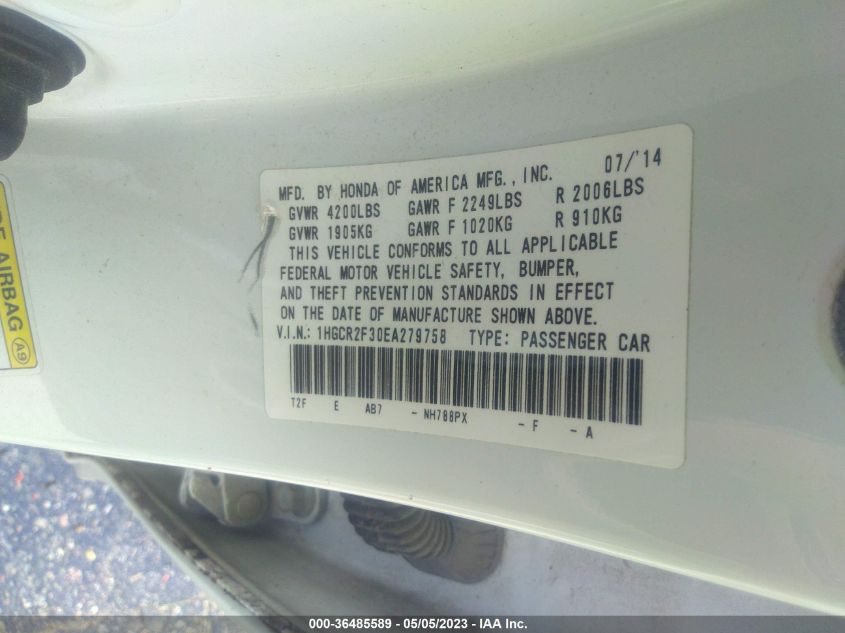 07/'14
MFD. BY HONDA OF AMERICA MFG., INC.
GVWR 4200LBS GAWR F 2249LBS R 2006LBS
GVWR 1905KG GAWR F 1020KG R 910KG
THIS VEHICLE CONFORMS TO ALL APPLICABLE
FEDERAL MOTOR VEHICLE SAFETY, BUMPER,
AND THEFT PREVENTION STANDARDS IN EFFECT
ON THE DATE OF MANUFACTURE SHOWN ABOVE.
V.I.N.: 1HGCR2F30EA279758 TYPE: PASSENGER CAR
T2F E AB7 - NH788PX - F - A
AIRBAG A9
000-36485589 - 05/05/2023 - IAA Inc.